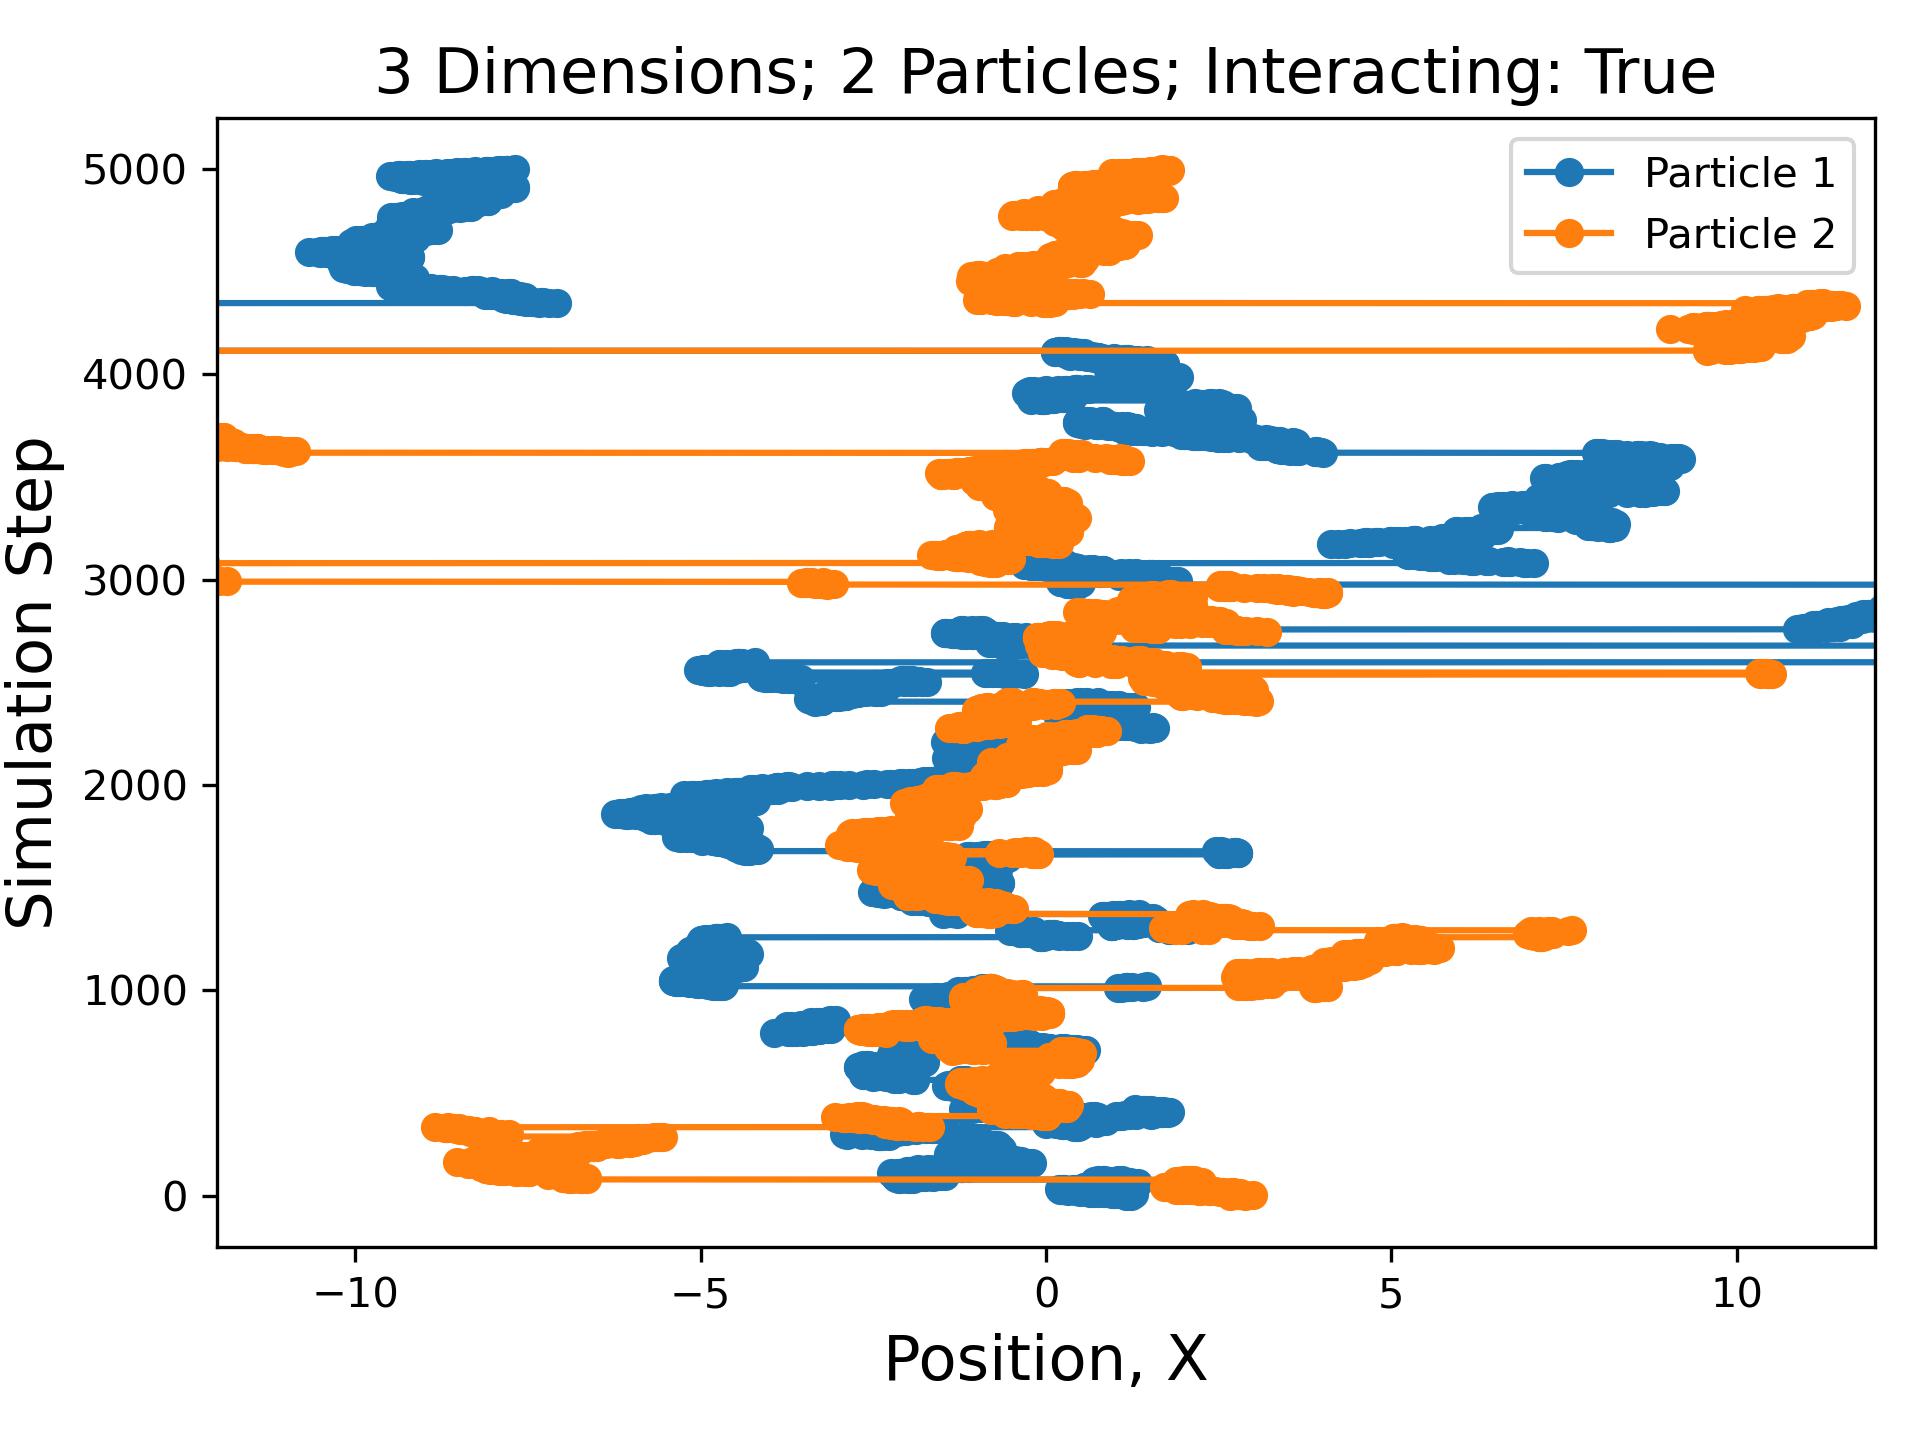 3 Dimensions; 2 Particles; Interacting: True
Particle 1
Particle 2
Simulation Step
5000
4000
3000
2000
1000
0
−10
−5
0
5
10
Position, X